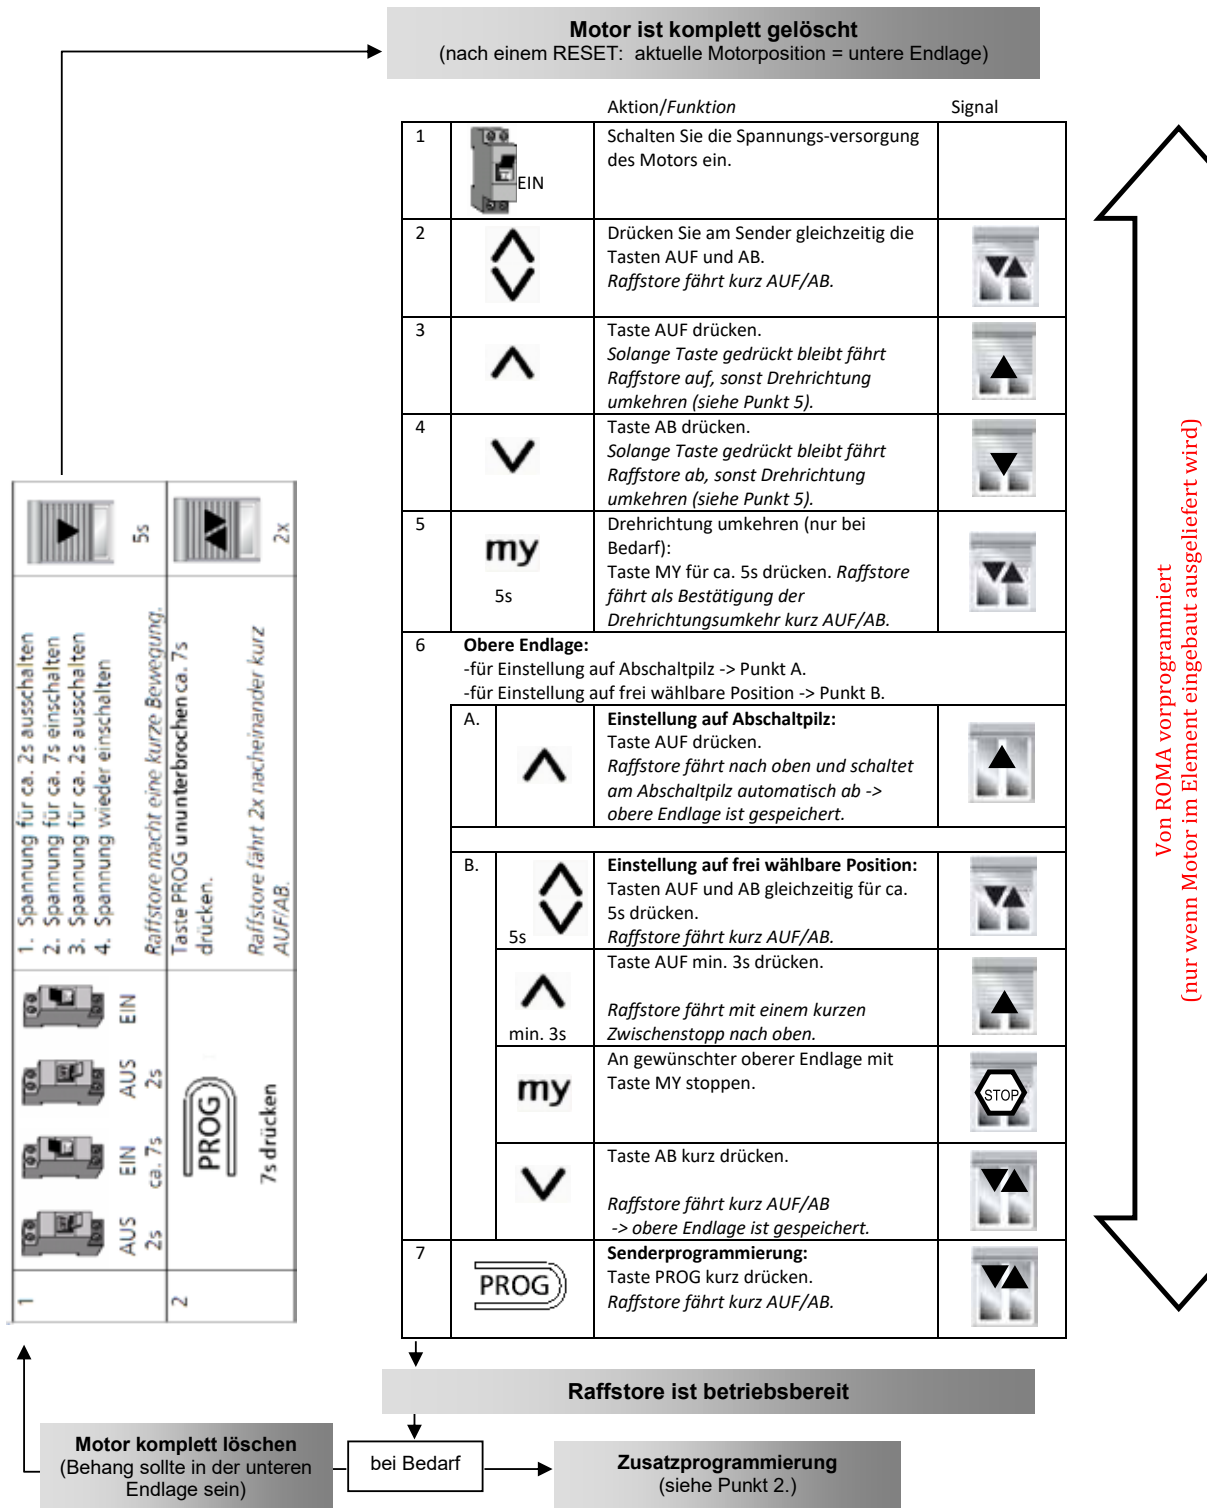 Motor ist komplett gelöscht
(nach einem RESET: aktuelle Motorposition = untere Endlage)
Aktion/Funktion Signal
1 EIN Schalten Sie die Spannungs-versorgung
des Motors ein.
2 Drücken Sie am Sender gleichzeitig die
Tasten AUF und AB.
Raffstore fährt kurz AUF/AB.
3 Taste AUF drücken.
Solange Taste gedrückt bleibt fährt
Raffstore auf, sonst Drehrichtung
umkehren (siehe Punkt 5).
4 Taste AB drücken.
Solange Taste gedrückt bleibt fährt
Raffstore ab, sonst Drehrichtung
umkehren (siehe Punkt 5).
5 my 5s Drehrichtung umkehren (nur bei
Bedarf):
Taste MY für ca. 5s drücken. Raffstore
fährt als Bestätigung der
Drehrichtungsumkehr kurz AUF/AB.
6 Obere Endlage:
-für Einstellung auf Abschaltpilz -> Punkt A.
-für Einstellung auf frei wählbare Position -> Punkt B.
A. Einstellung auf Abschaltpilz:
Taste AUF drücken.
Raffstore fährt nach oben und schaltet
am Abschaltpilz automatisch ab ->
obere Endlage ist gespeichert.
B. Einstellung auf frei wählbare Position:
Tasten AUF und AB gleichzeitig für ca.
5s drücken.
5s Raffstore fährt kurz AUF/AB.
Taste AUF min. 3s drücken.
Raffstore fährt mit einem kurzen
min. 3s Zwischenstopp nach oben.
my An gewünschter oberer Endlage mit
Taste MY stoppen.
STOP
Taste AB kurz drücken.
Raffstore fährt kurz AUF/AB
-> obere Endlage ist gespeichert.
7 PROG Senderprogrammierung:
Taste PROG kurz drücken.
Raffstore fährt kurz AUF/AB.
Von ROMA vorprogrammiert
(nur wenn Motor im Element eingebaut ausgeliefert wird)
1
AUS EIN AUS EIN
2s ca. 7s 2s
1. Spannung für ca. 2s ausschalten
2. Spannung für ca. 7s einschalten
3. Spannung für ca. 2s ausschalten
4. Spannung wieder einschalten
Raffstore macht eine kurze Bewegung.
5s
2
PROG
7s drücken
Taste PROG ununterbrochen ca. 7s
drücken.
Raffstore fährt 2x nacheinander kurz
AUF/AB.
2x
Raffstore ist betriebsbereit
Motor komplett löschen
(Behang sollte in der unteren
Endlage sein)
bei Bedarf
Zusatzprogrammierung
(siehe Punkt 2.)